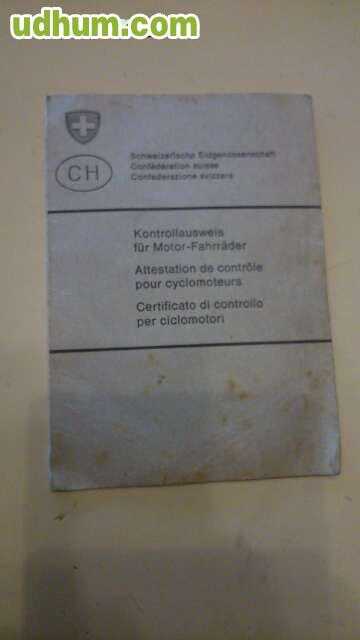 udhum.com
CH
Schweizerische Eidgenossenschaft
Confédération suisse
Confederazione svizzera
Kontrollausweis
für Motor-Fahrräder
Attestation de contrôle
pour cyclomoteurs
Certificato di controllo
per ciclomotori